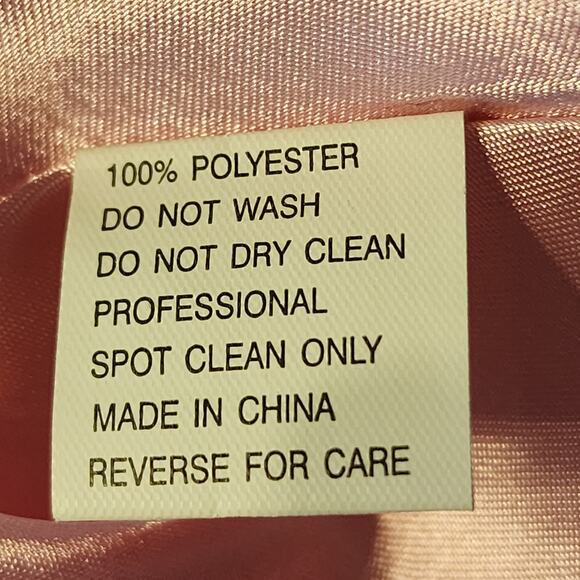 100% POLYESTER
DO NOT WASH
DO NOT DRY CLEAN
PROFESSIONAL
SPOT CLEAN ONLY
MADE IN CHINA
REVERSE FOR CARE